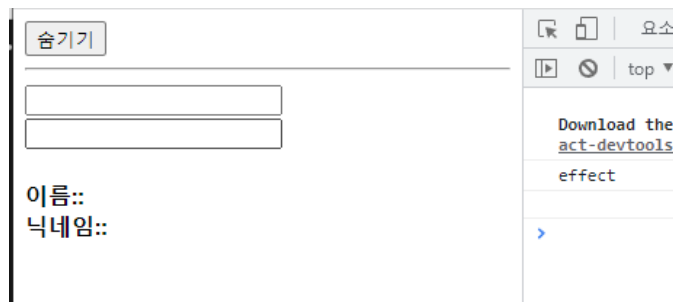 숨기기
이름::
닉네임::
요소
top
Download the
act-devtools
effect